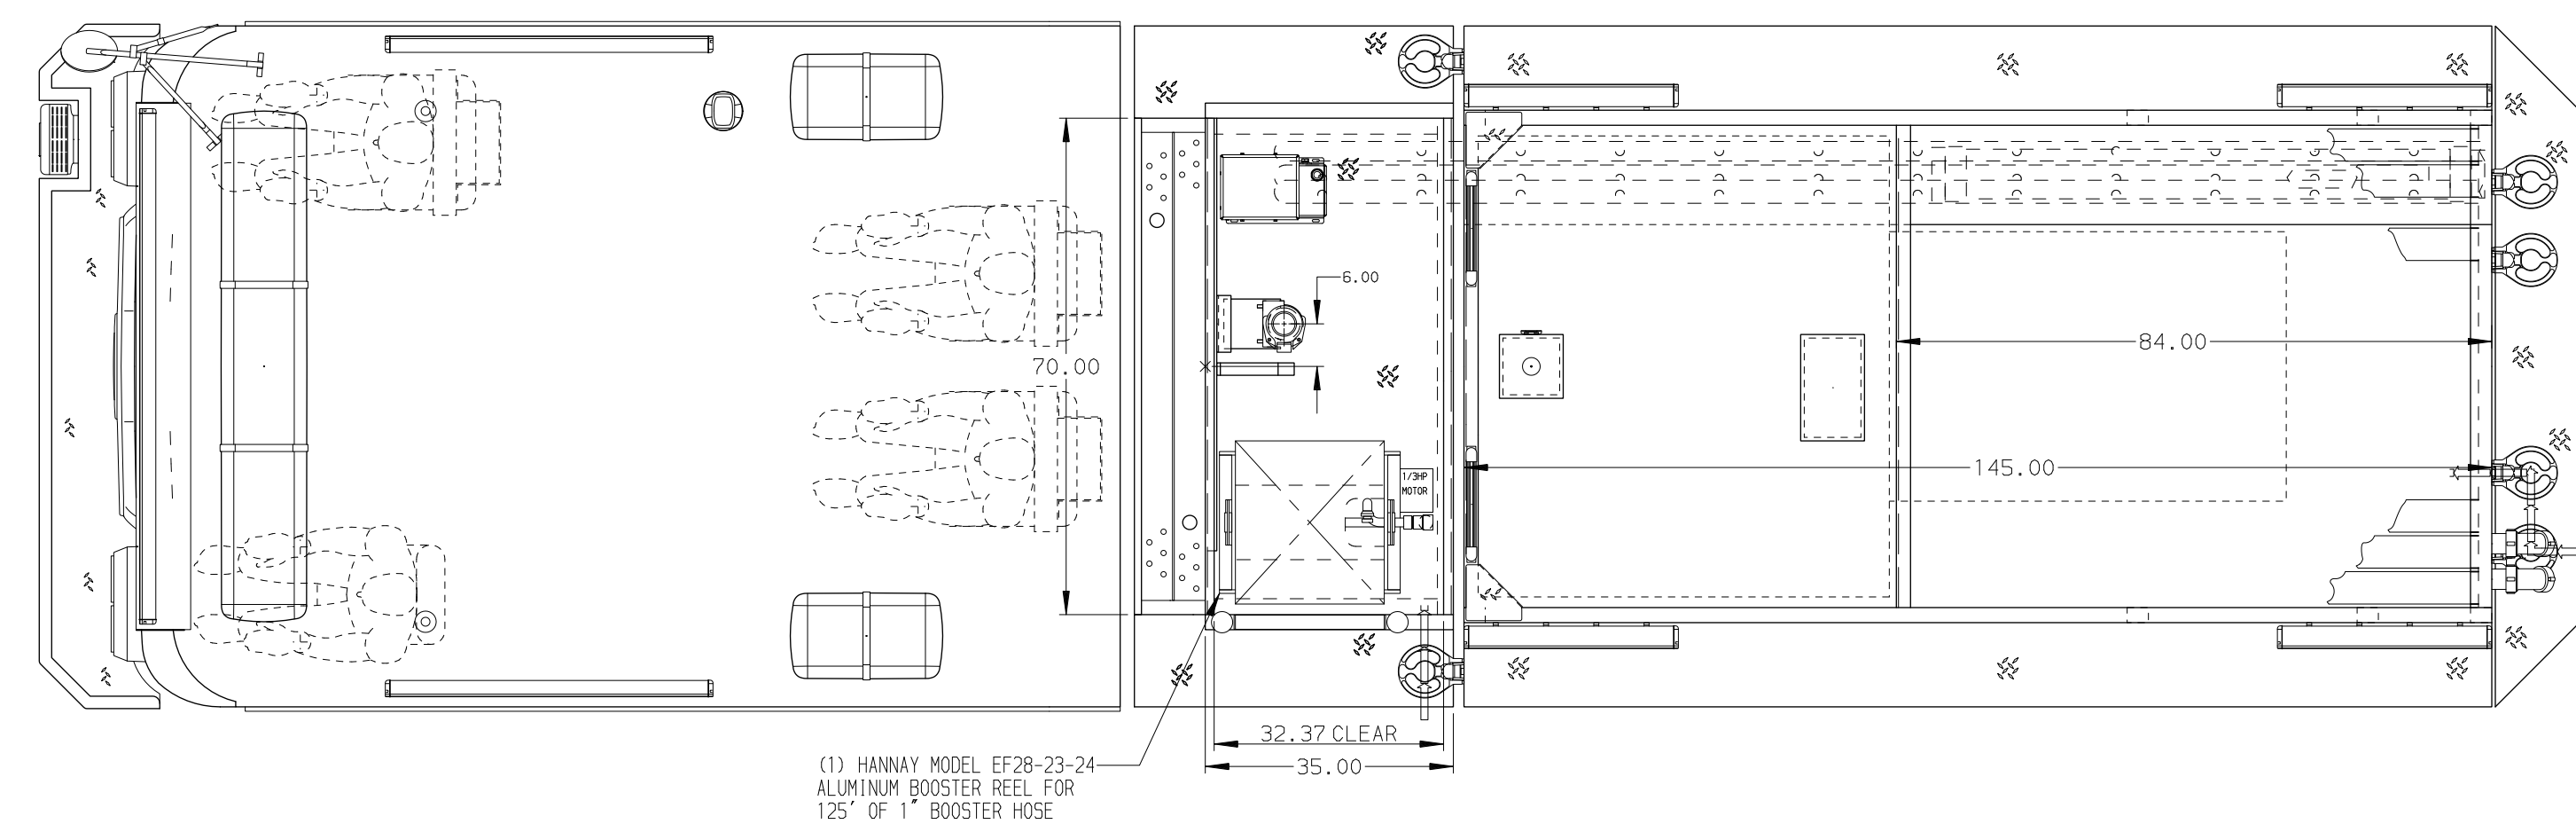 6.00
70.00
84.00
145.00
1/3HP
MOTOR
32.37 CLEAR
35.00
(1) HANNAY MODEL EF28-23-24
ALUMINUM BOOSTER REEL FOR
125' OF 1" BOOSTER HOSE